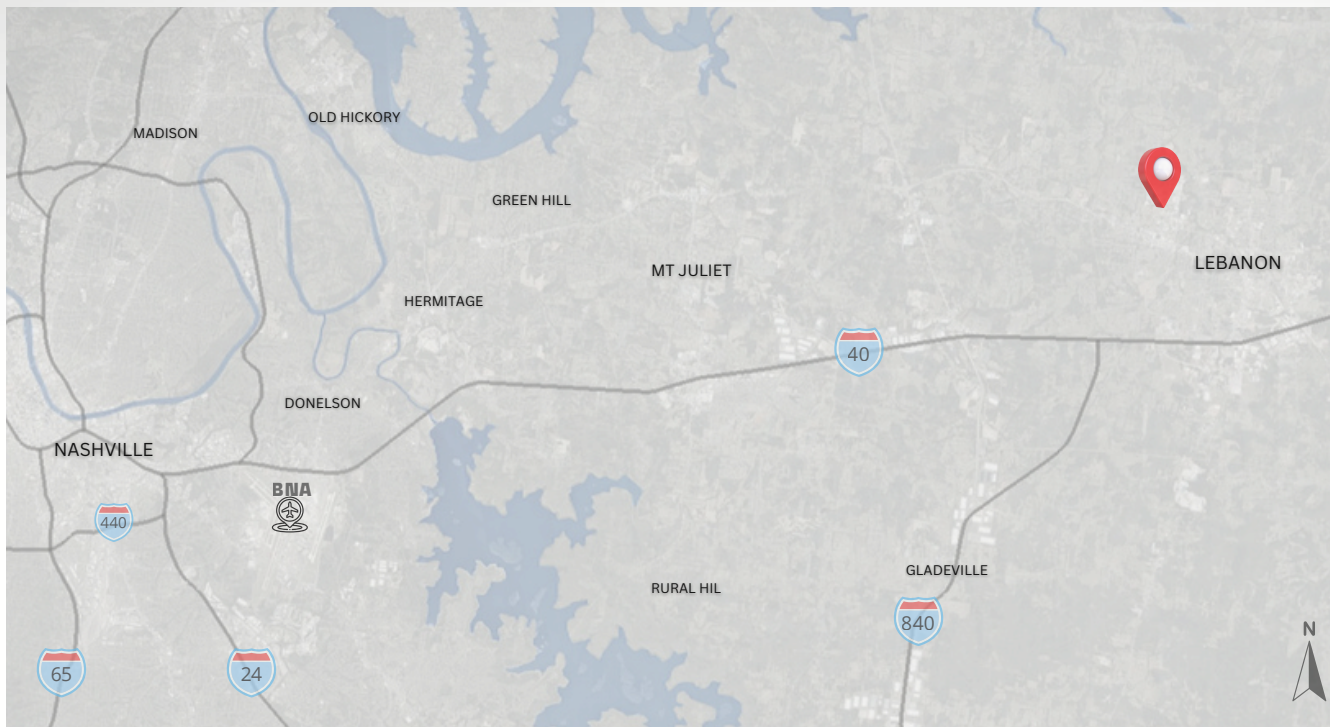 OLD HICKORY
MADISON
GREEN HILL
LEBANON
MT JULIET
HERMITAGE
40
DONELSON
NASHVILLE
BNA
440
GLADEVILLE
RURAL HIL
840
N
65
24